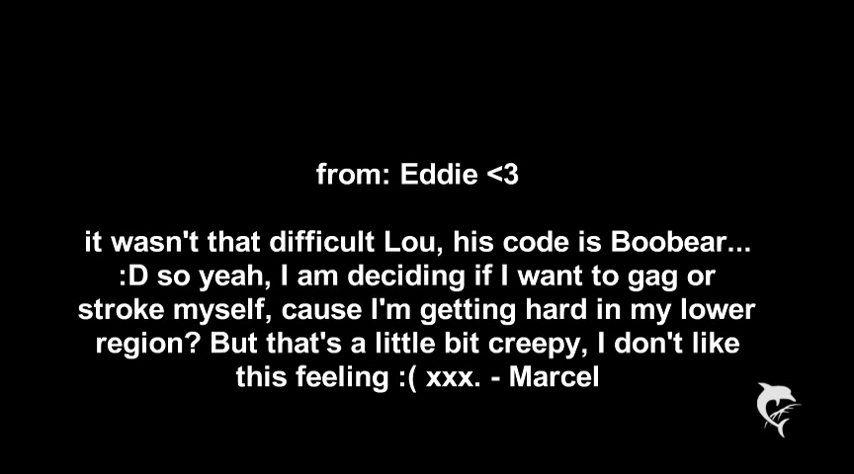 from: Eddie <3
it wasn't that difficult Lou, his code is Boobear...
:D so yeah, I am deciding if I want to gag or
stroke myself, cause I'm getting hard in my lower
region? But that's a little bit creepy, I don't like
this feeling :( xxx. - Marcel